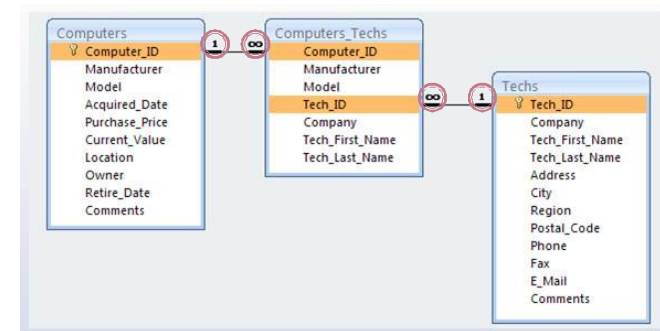 Computers
Computer_ID
Manufacturer
Model
Acquired_Date
Purchase_Price
Current_Value
Location
Owner
Retire_Date
Comments
1
∞
Computers_Techs
Computer_ID
Manufacturer
Model
Tech_ID
Company
Tech_First_Name
Tech_Last_Name
∞
1
Techs
Tech_ID
Company
Tech_First_Name
Tech_Last_Name
Address
City
Region
Postal_Code
Phone
Fax
E_Mail
Comments